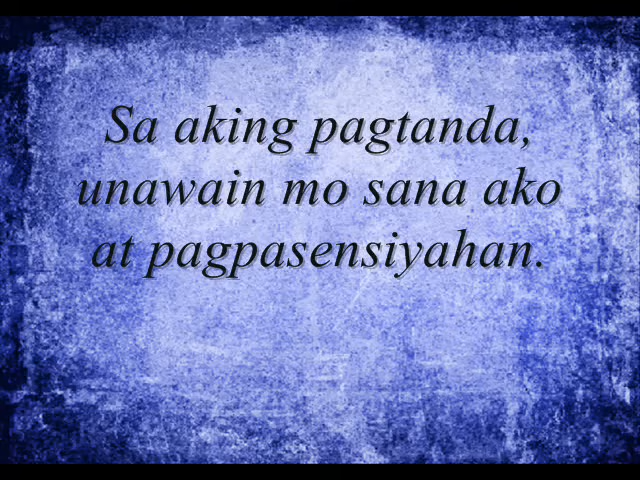 Sa aking pagtanda,
unawain mo sana ako
at pagpasensiyahan.